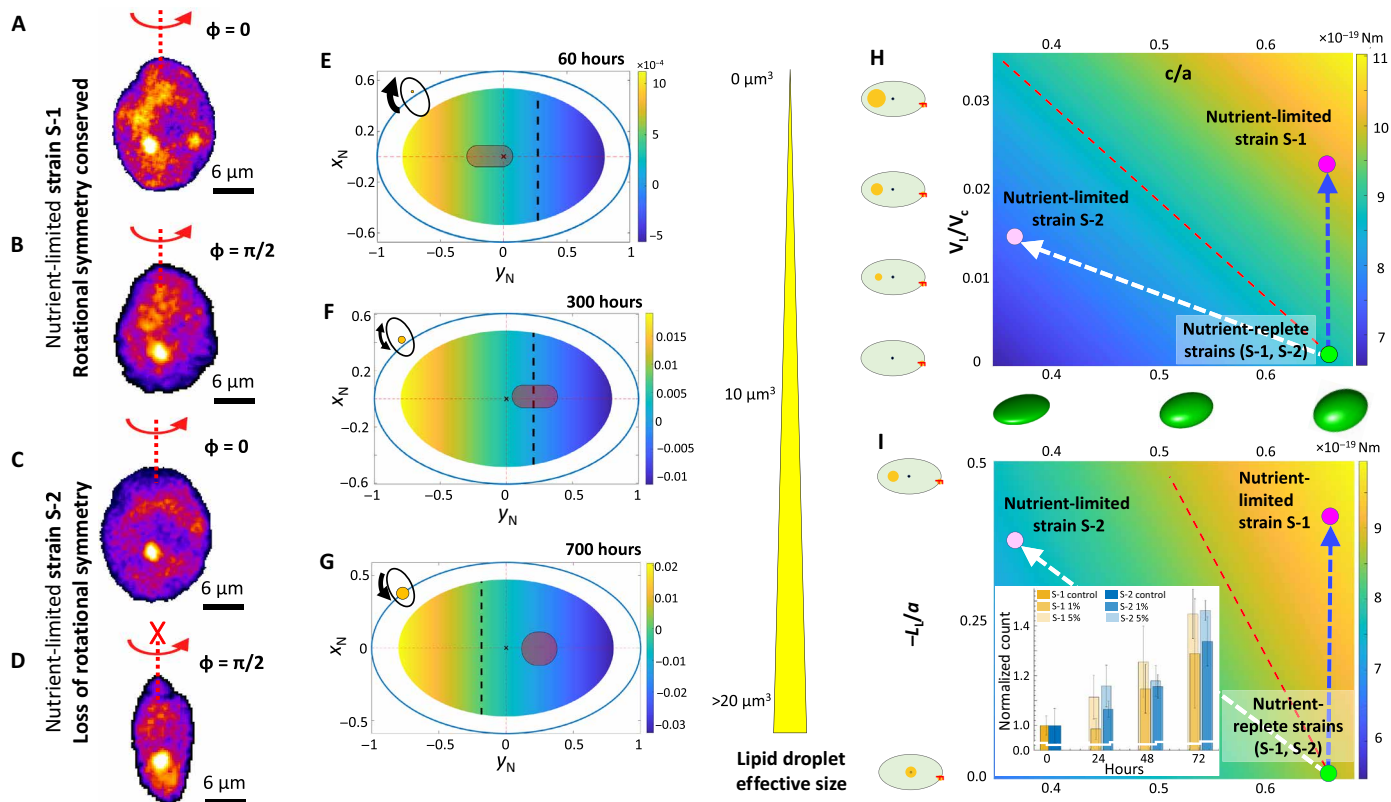 A
ϕ = 0
6 μm
B
ϕ = π/2
6 μm
Nutrient-limited strain S-1
Rotational symmetry conserved
C
ϕ = 0
6 μm
D
X
ϕ = π/2
6 μm
Nutrient-limited strain S-2
Loss of rotational symmetry
E
60 hours
×10⁻⁴
0.6
0.2
−0.2
−0.6
xN
−1
−0.5
0
0.5
1
yN
10
5
0
−5
F
300 hours
0.6
0.2
−0.2
−0.6
xN
−1
−0.5
0
0.5
1
yN
0.015
0.010
0.005
0
−0.005
−0.01
G
700 hours
0.5
0
−0.5
xN
−1
−0.5
0
0.5
1
yN
0.02
0.01
0
−0.01
−0.02
−0.03
0 μm³
10 μm³
>20 μm³
Lipid droplet
effective size
H
0.4
0.5
0.6
×10⁻¹⁹ Nm
c/a
0.03
0.02
0.01
0
VL/Vc
Nutrient-limited
strain S-1
Nutrient-limited
strain S-2
Nutrient-replete
strains (S-1, S-2)
11
10
9
8
7
0.4
0.5
0.6
I
0.4
0.5
0.6
×10⁻¹⁹ Nm
0.5
0.25
0.0
−LL/a
Nutrient-limited
strain S-2
Nutrient-
limited
strain S-1
Nutrient-
replete strains
(S-1, S-2)
9
8
7
6
0.4
0.5
0.6
S-1 control
S-1 1%
S-1 5%
S-2 control
S-2 1%
S-2 5%
Normalized count
1.4
1.2
1.0
0.0
0
24
48
72
Hours